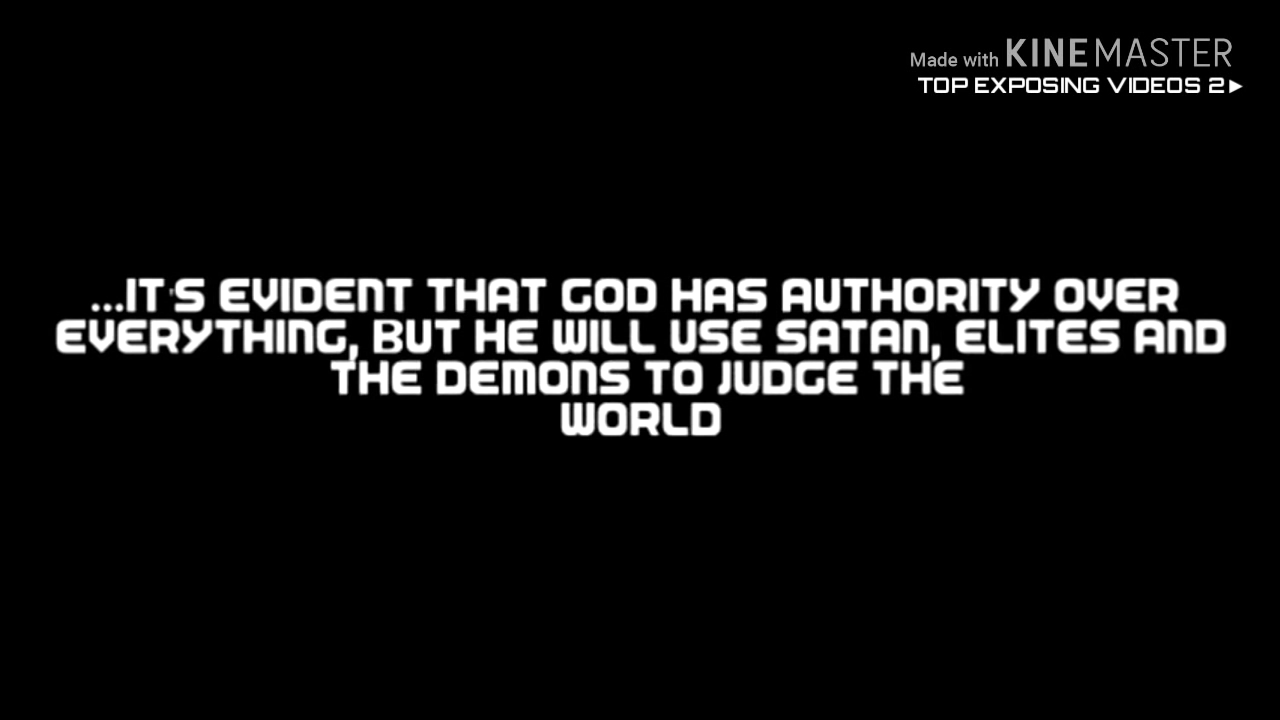 Made with KINEMASTER
TOP EXPOSING VIDEOS 2▶
...IT'S EVIDENT THAT GOD HAS AUTHORITY OVER
EVERYTHING, BUT HE WILL USE SATAN, ELITES AND
THE DEMONS TO JUDGE THE
WORLD